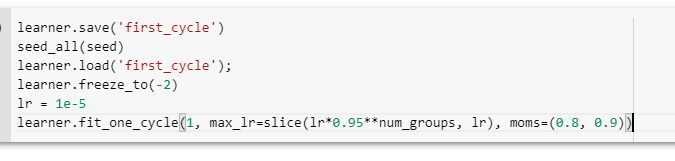 learner.save('first_cycle')
seed_all(seed)
learner.load('first_cycle');
learner.freeze_to(-2)
lr = 1e-5
learner.fit_one_cycle(1, max_lr=slice(lr*0.95**num_groups, lr), moms=(0.8, 0.9))